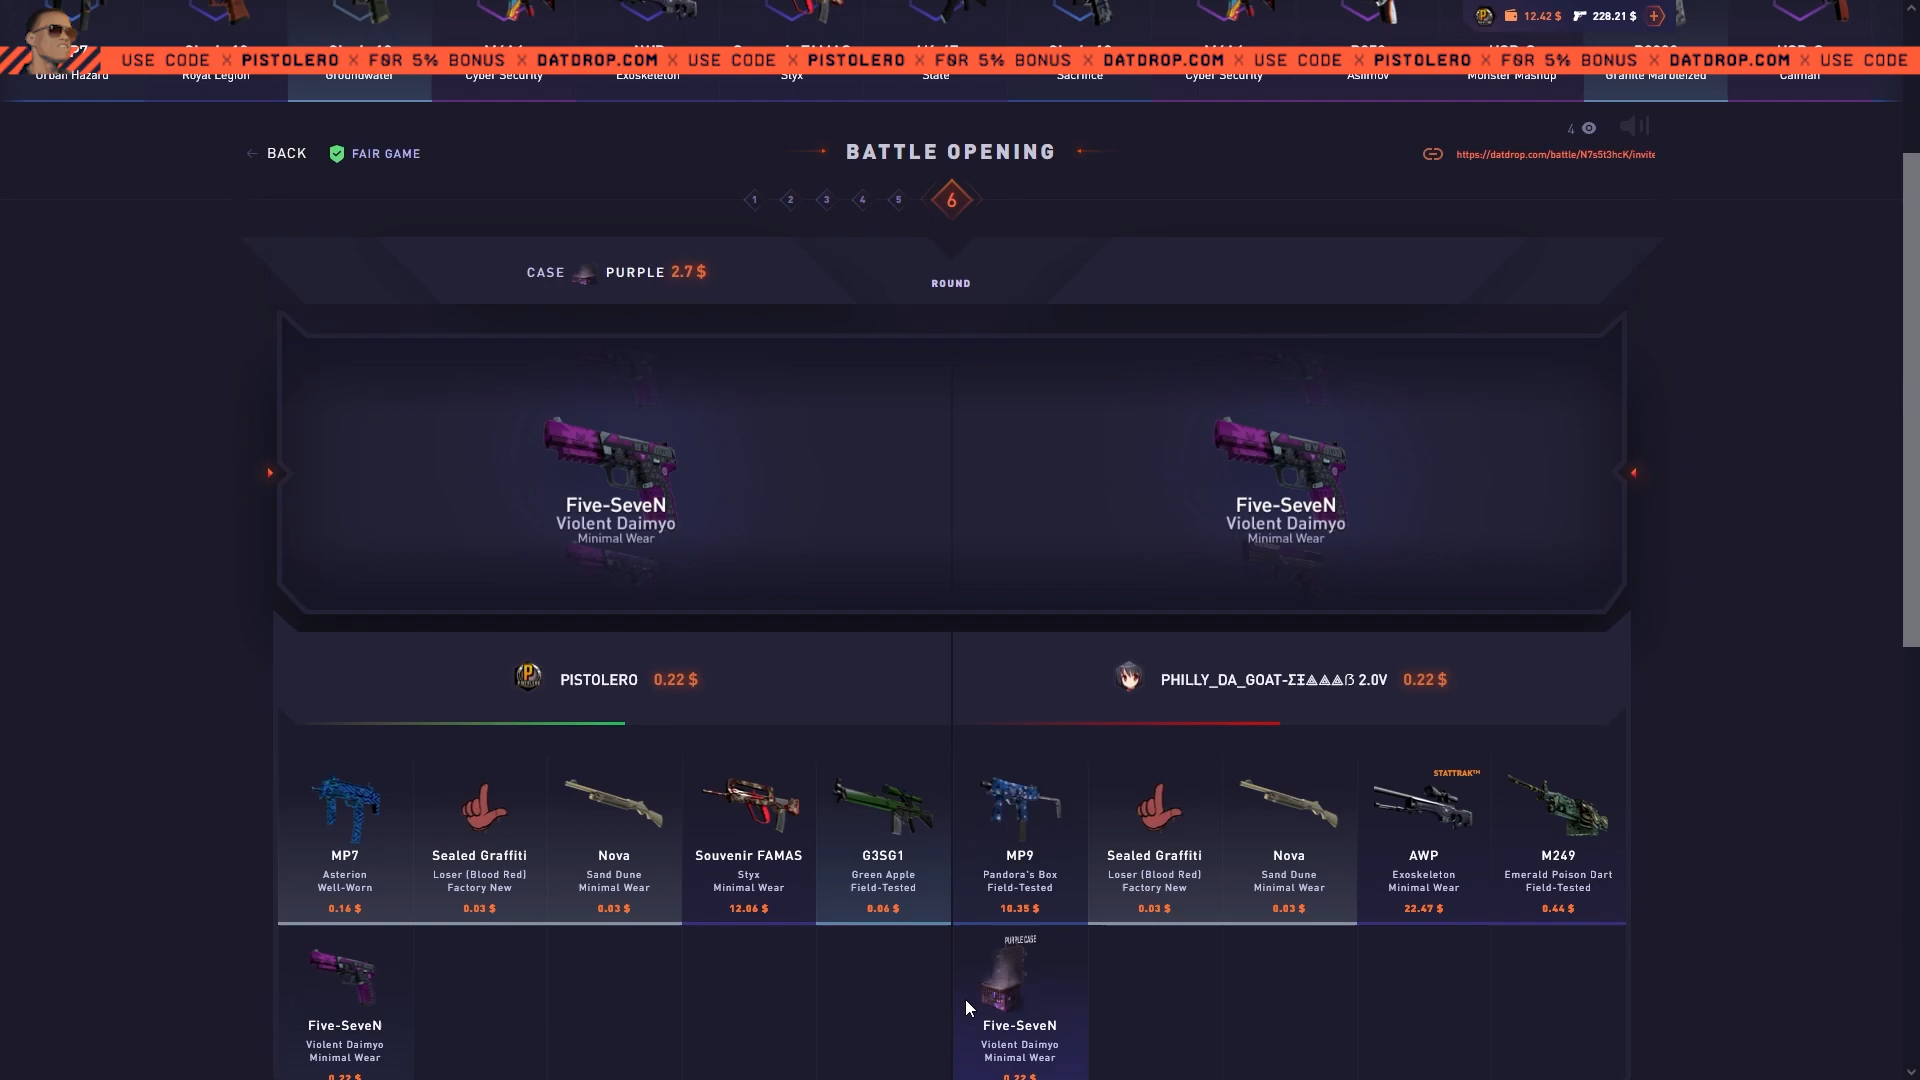 12.42 $ 228.21 $
USE CODE X PISTOLERO X FØR 5% BONUS X DATDROP.COM X USE CODE X PISTOLERO X FØR 5% BONUS X DATDROP.COM X USE CODE X PISTOLERO X FØR 5% BONUS X DATDROP.COM X USE CODE
Urban Hazard Royal Legion Groundwater Cyber Security Exoskeleton Styx Slate Sacrifice Cyber Security Asiimov Monster Mashup Granite Marbleized Caiman
4
← BACK FAIR GAME BATTLE OPENING https://datdrop.com/battle/N7s5t3hcK/invite
1 2 3 4 5 6
CASE PURPLE 2.7 $
ROUND
Five-SeveN Five-SeveN
Violent Daimyo Violent Daimyo
Minimal Wear Minimal Wear
PISTOLERO 0.22 $ 2.0V 0.22 $
STATTRAK™
MP7 Sealed Graffiti Nova Souvenir FAMAS G3SG1 MP9 Sealed Graffiti Nova AWP M249
Asterion Loser (Blood Red) Sand Dune Styx Green Apple Pandora's Box Loser (Blood Red) Sand Dune Exoskeleton Emerald Poison Dart
Well-Worn Factory New Minimal Wear Minimal Wear Field-Tested Field-Tested Factory New Minimal Wear Minimal Wear Field-Tested
0.16 $ 0.03 $ 0.03 $ 12.06 $ 0.06 $ 10.35 $ 0.03 $ 0.03 $ 22.47 $ 0.44 $
PURPLE CASE
Five-SeveN Five-SeveN
Violent Daimyo Violent Daimyo
Minimal Wear Minimal Wear
0.22 $ 0.22 $